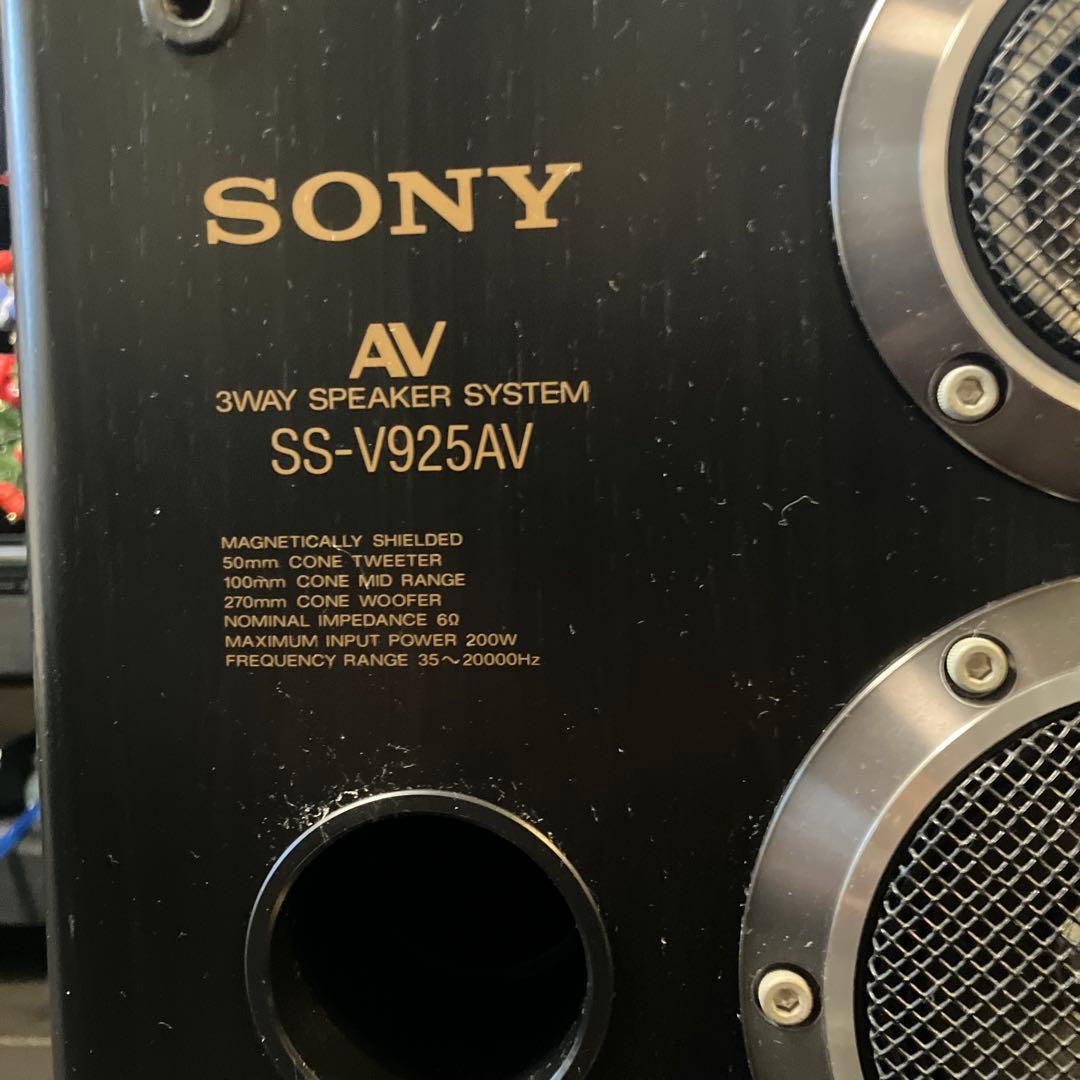 SONY
AV
3WAY SPEAKER SYSTEM
SS-V925AV
MAGNETICALLY SHIELDED
50mm CONE TWEETER
100mm CONE MID RANGE
270mm CONE WOOFER
NOMINAL IMPEDANCE 6Ω
MAXIMUM INPUT POWER 200W
FREQUENCY RANGE 35～20000Hz